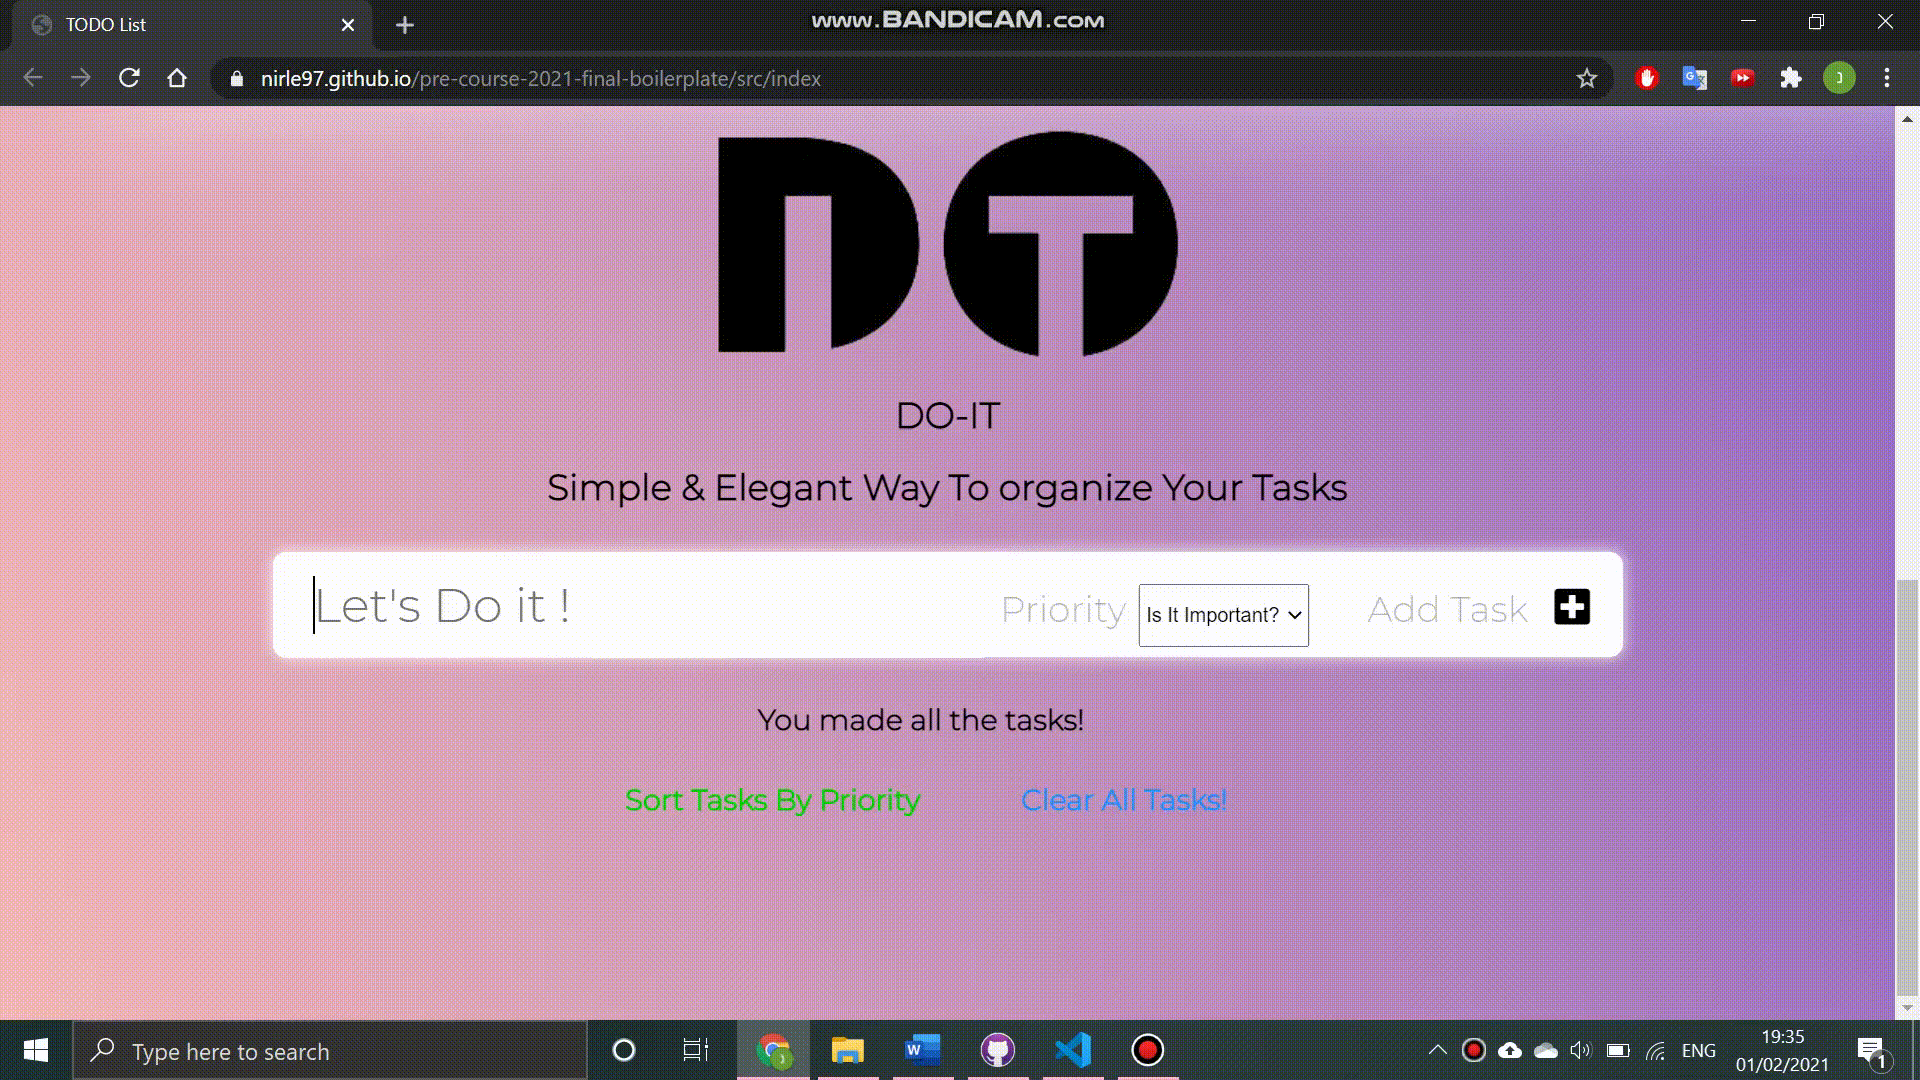 TODO List
www.BANDICAM.com
nirle97.github.io/pre-course-2021-final-boilerplate/src/index
נ
DO-IT
Simple & Elegant Way To organize Your Tasks
Let's Do it !
Priority
Is It Important?
Add Task
You made all the tasks!
Sort Tasks By Priority
Clear All Tasks!
Type here to search
ENG
19:35
01/02/2021
1